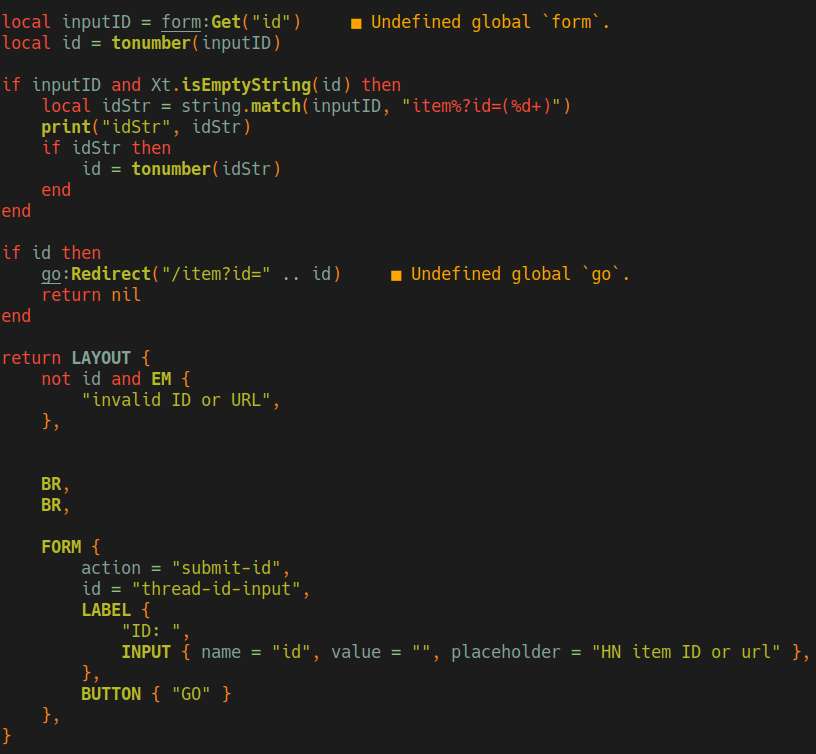 local inputID = form:Get("id")     ■ Undefined global `form`.
local id = tonumber(inputID)

if inputID and Xt.isEmptyString(id) then
    local idStr = string.match(inputID, "item%?id=(%d+)")
    print("idStr", idStr)
    if idStr then
        id = tonumber(idStr)
    end
end

if id then
    go:Redirect("/item?id=" .. id)     ■ Undefined global `go`.
    return nil
end

return LAYOUT {
    not id and EM {
        "invalid ID or URL",
    },


    BR,
    BR,

    FORM {
        action = "submit-id",
        id = "thread-id-input",
        LABEL {
            "ID: ",
            INPUT { name = "id", value = "", placeholder = "HN item ID or url" },
        },
        BUTTON { "GO" }
    },
}